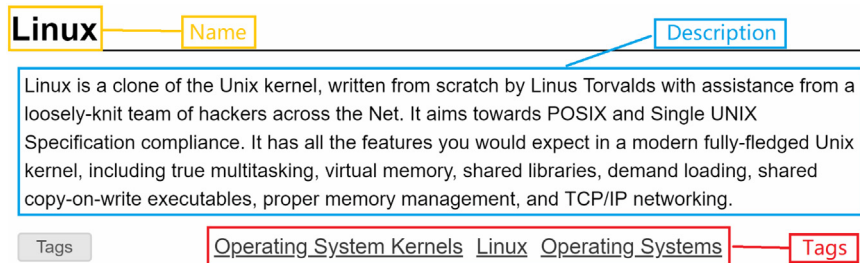 Linux Name Description
Linux is a clone of the Unix kernel, written from scratch by Linus Torvalds with assistance from a
loosely-knit team of hackers across the Net. It aims towards POSIX and Single UNIX
Specification compliance. It has all the features you would expect in a modern fully-fledged Unix
kernel, including true multitasking, virtual memory, shared libraries, demand loading, shared
copy-on-write executables, proper memory management, and TCP/IP networking.
Tags Operating System Kernels Linux Operating Systems Tags